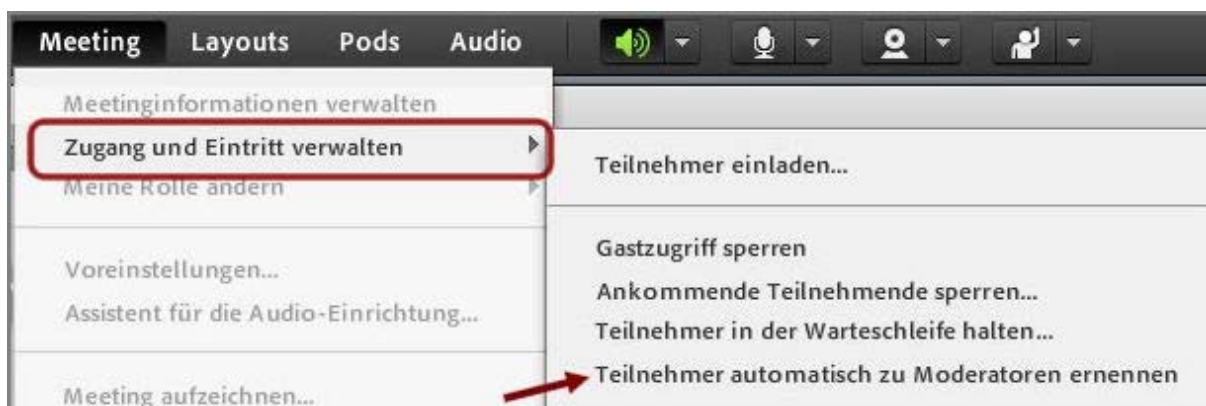 Meeting Layouts Pods Audio
Meetinginformationen verwalten
Zugang und Eintritt verwalten
Meine Rolle ändern
Voreinstellungen...
Assistent für die Audio-Einrichtung...
Meeting aufzeichnen...
Teilnehmer einladen...
Gastzugriff sperren
Ankommende Teilnehmende sperren...
Teilnehmer in der Warteschleife halten...
Teilnehmer automatisch zu Moderatoren ernennen